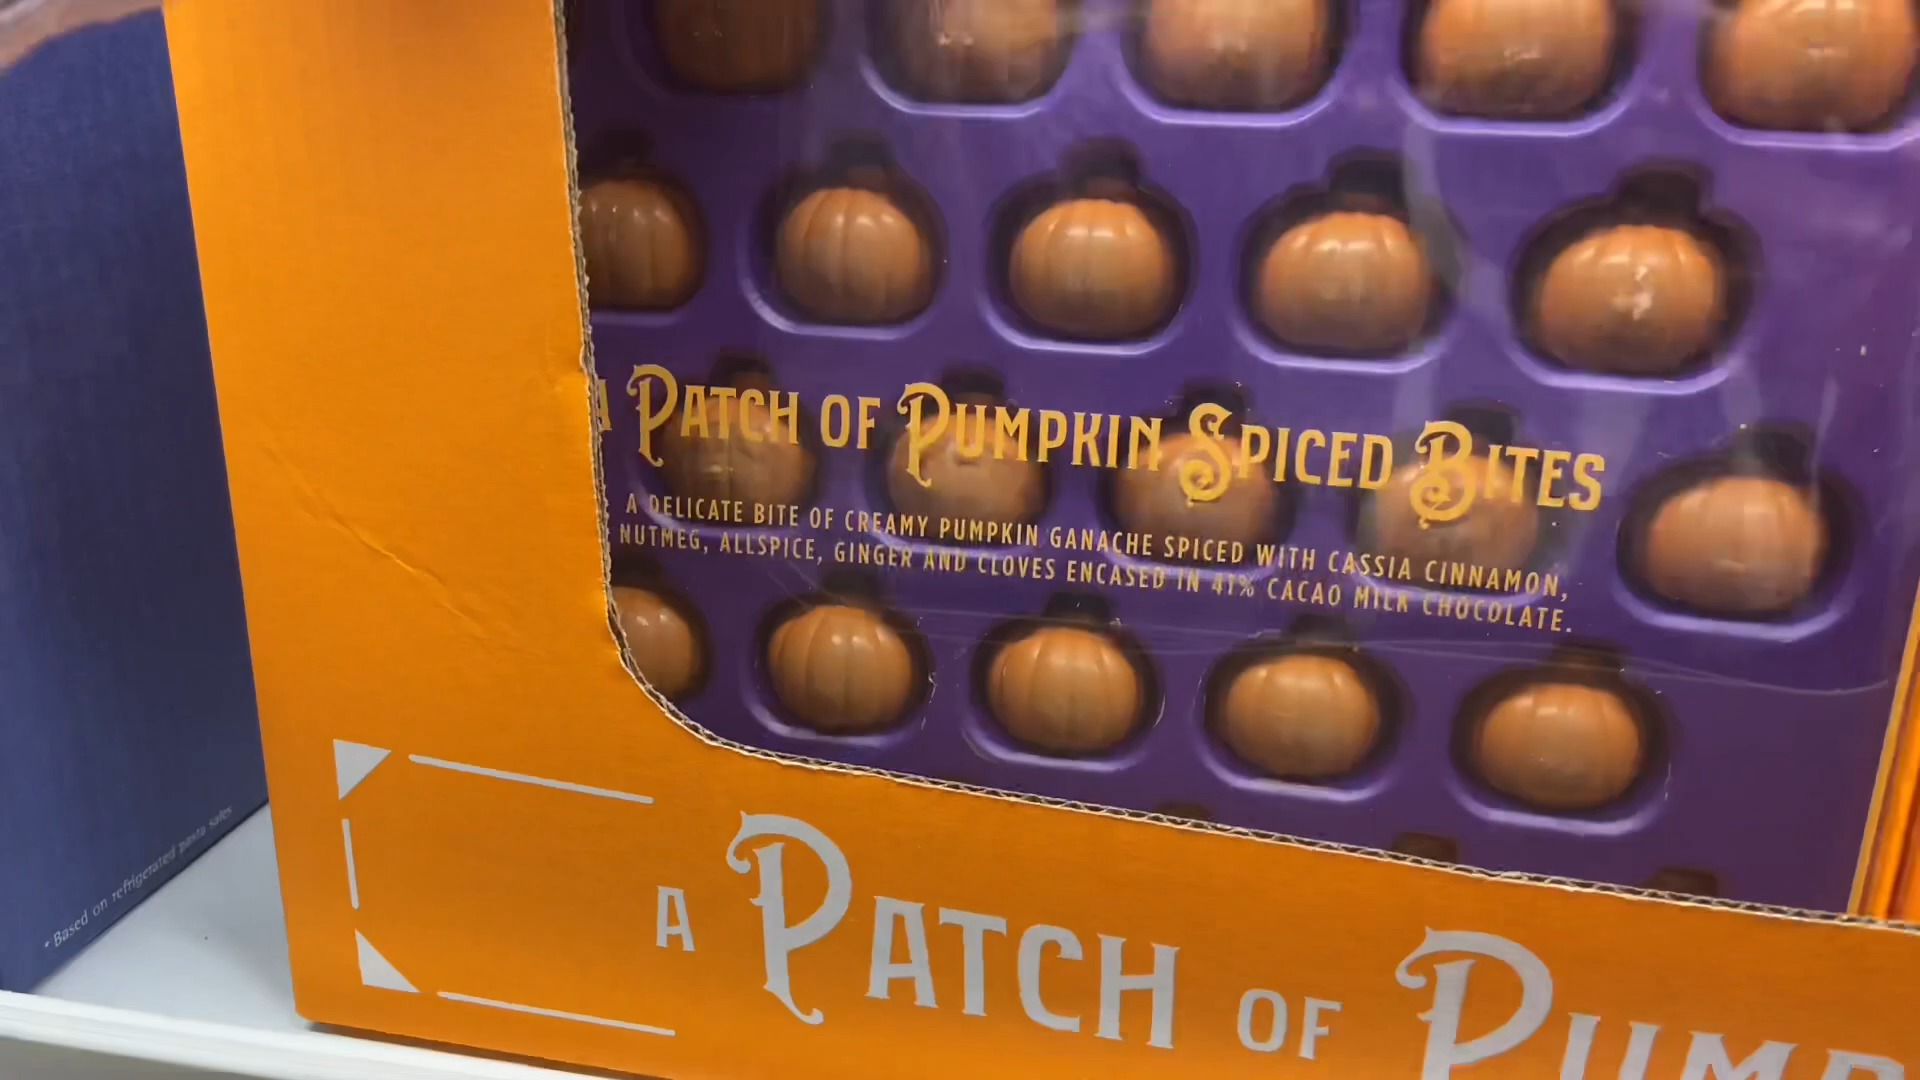 A PATCH OF PUMPKIN SPICED BITES
A DELICATE BITE OF CREAMY PUMPKIN GANACHE SPICED WITH CASSIA CINNAMON,
NUTMEG, ALLSPICE, GINGER AND CLOVES ENCASED IN 41% CACAO MILK CHOCOLATE.
A PATCH OF PUMP
* Based on refrigerated pasta sales